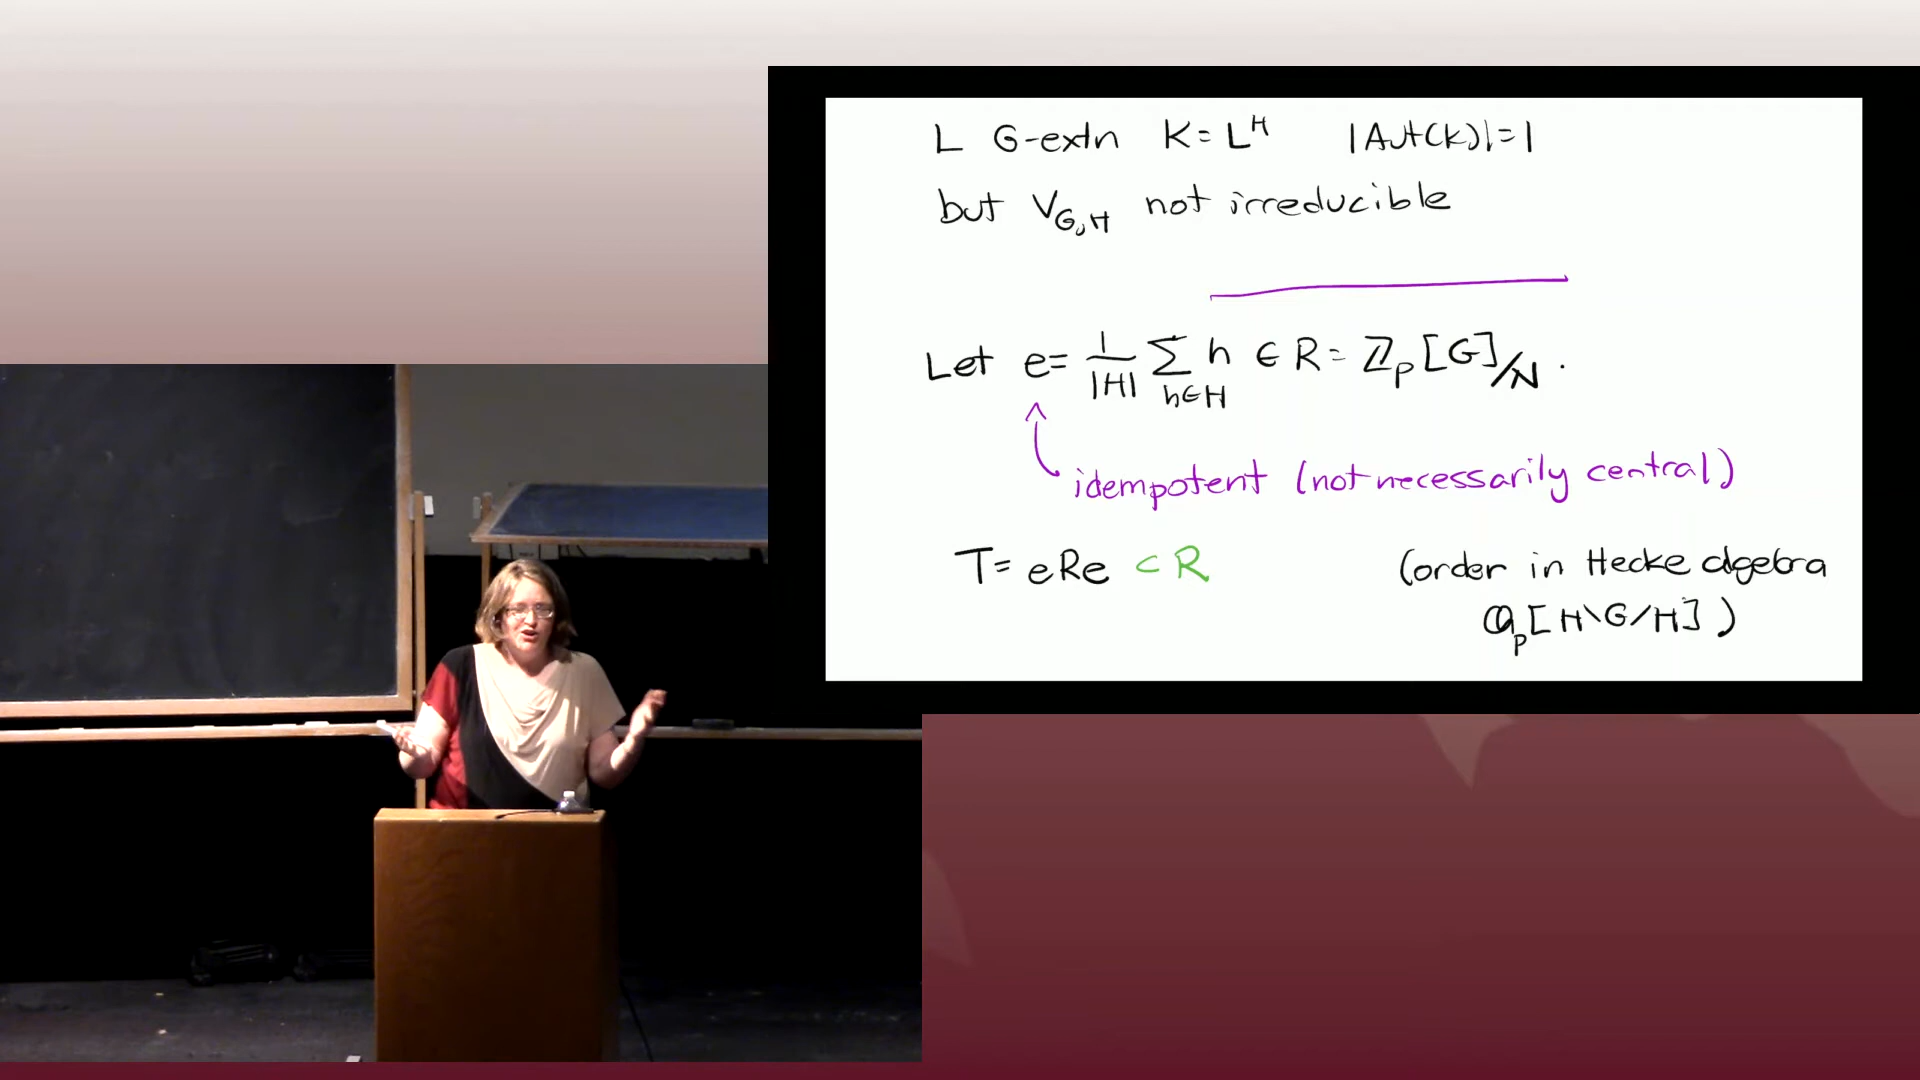 L G-extn K = L^H |Aut(K)| = 1
but V_{G,H} not irreducible
Let e = 1/|H| ∑_{h∈H} h ∈ R = ℤ_p[G]/N .
idempotent (not necessarily central)
T = eRe ⊂ R (order in Hecke algebra
ℚ_p[H\G/H])